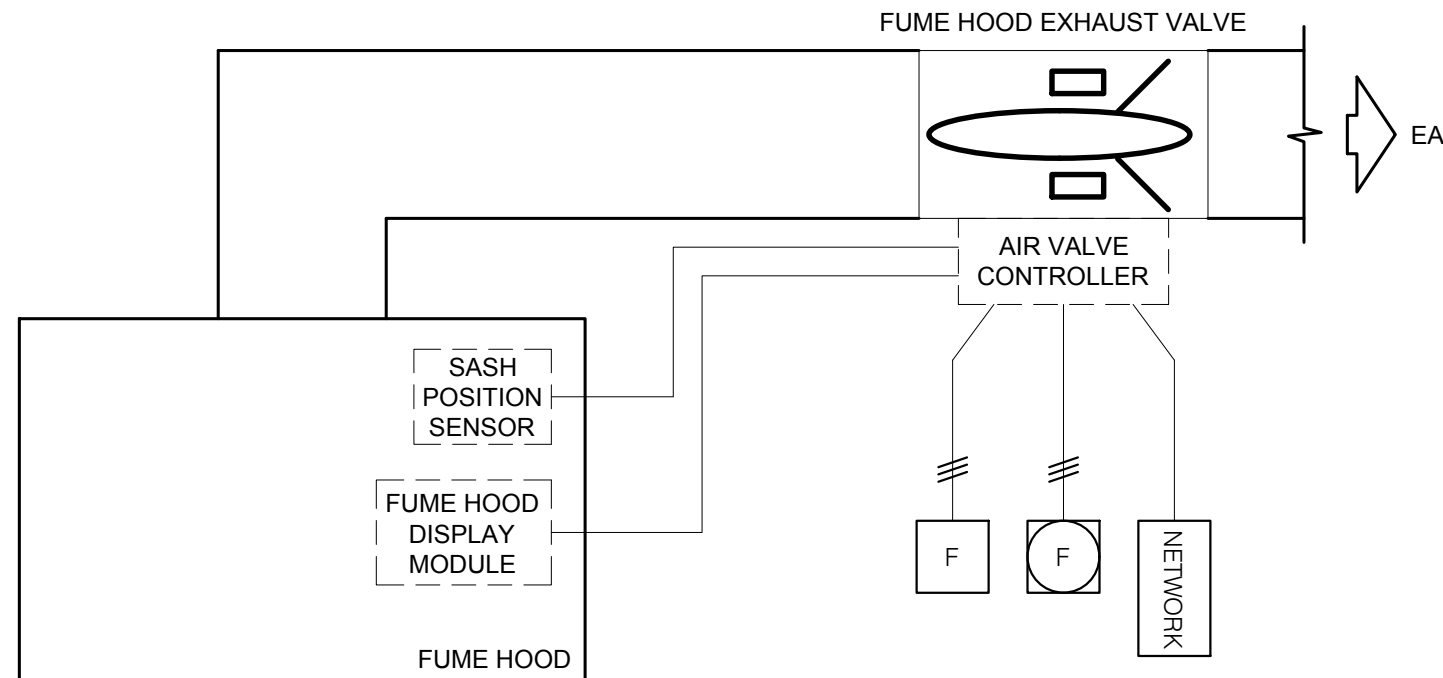 FUME HOOD EXHAUST VALVE
EA
AIR VALVE
CONTROLLER
SASH
POSITION
SENSOR
FUME HOOD
DISPLAY
MODULE
F
F
NETWORK
FUME HOOD